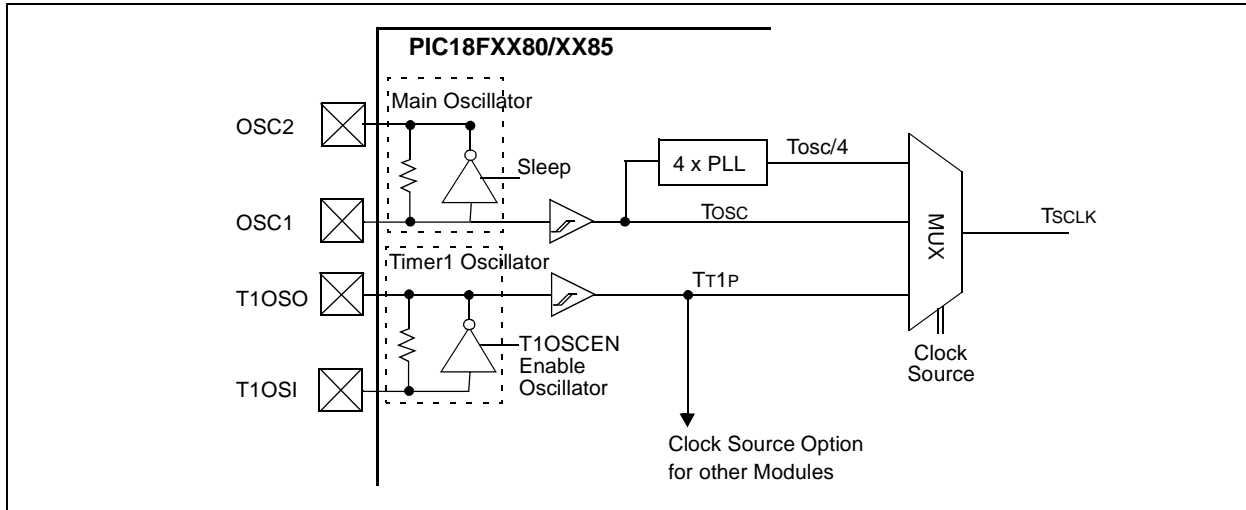 PIC18FXX80/XX85
Main Oscillator
OSC2
Sleep
OSC1
4 x PLL
Tosc/4
TOSC
MUX
TSCLK
Timer1 Oscillator
T1OSO
TT1P
T1OSCEN
Enable
Oscillator
T1OSI
Clock
Source
Clock Source Option
for other Modules